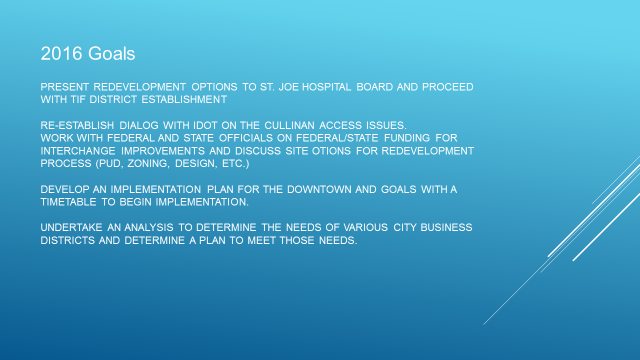 2016 Goals
PRESENT REDEVELOPMENT OPTIONS TO ST. JOE HOSPITAL BOARD AND PROCEED
WITH TIF DISTRICT ESTABLISHMENT
RE-ESTABLISH DIALOG WITH IDOT ON THE CULLINAN ACCESS ISSUES.
WORK WITH FEDERAL AND STATE OFFICIALS ON FEDERAL/STATE FUNDING FOR
INTERCHANGE IMPROVEMENTS AND DISCUSS SITE OTIONS FOR REDEVELOPMENT
PROCESS (PUD, ZONING, DESIGN, ETC.)
DEVELOP AN IMPLEMENTATION PLAN FOR THE DOWNTOWN AND GOALS WITH A
TIMETABLE TO BEGIN IMPLEMENTATION.
UNDERTAKE AN ANALYSIS TO DETERMINE THE NEEDS OF VARIOUS CITY BUSINESS
DISTRICTS AND DETERMINE A PLAN TO MEET THOSE NEEDS.